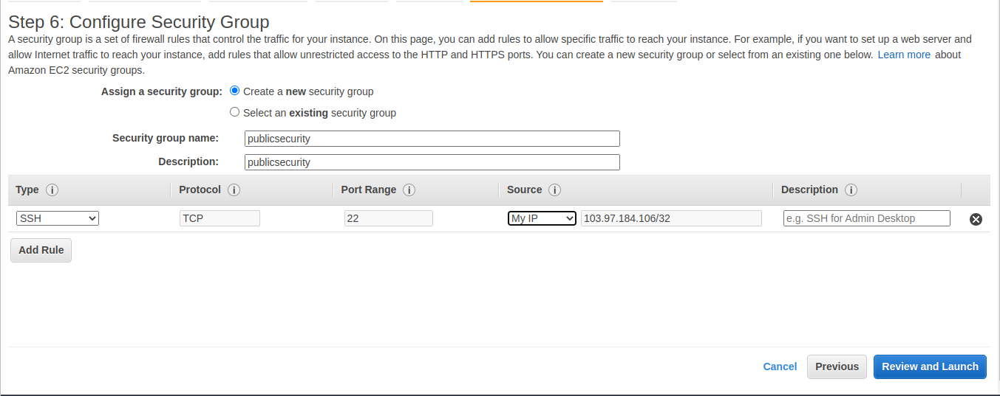 Step 6: Configure Security Group
A security group is a set of firewall rules that control the traffic for your instance. On this page, you can add rules to allow specific traffic to reach your instance. For example, if you want to set up a web server and
allow Internet traffic to reach your instance, add rules that allow unrestricted access to the HTTP and HTTPS ports. You can create a new security group or select from an existing one below. Learn more about
Amazon EC2 security groups.
Assign a security group: Create a new security group
Select an existing security group
Security group name: publicsecurity
Description: publicsecurity
Type i Protocol i Port Range i Source i Description i
SSH TCP 22 My IP 103.97.184.106/32 e.g. SSH for Admin Desktop
Add Rule
Cancel Previous Review and Launch